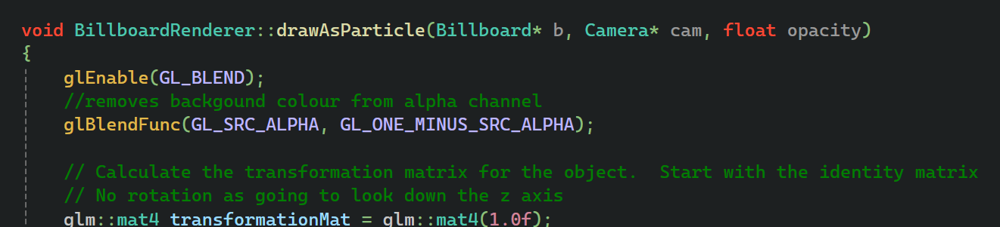 void BillboardRenderer::drawAsParticle(Billboard* b, Camera* cam, float opacity)
{
glEnable(GL_BLEND);
//removes backgound colour from alpha channel
glBlendFunc(GL_SRC_ALPHA, GL_ONE_MINUS_SRC_ALPHA);
// Calculate the transformation matrix for the object.  Start with the identity matrix
// No rotation as going to look down the z axis
glm::mat4 transformationMat = glm::mat4(1.0f);